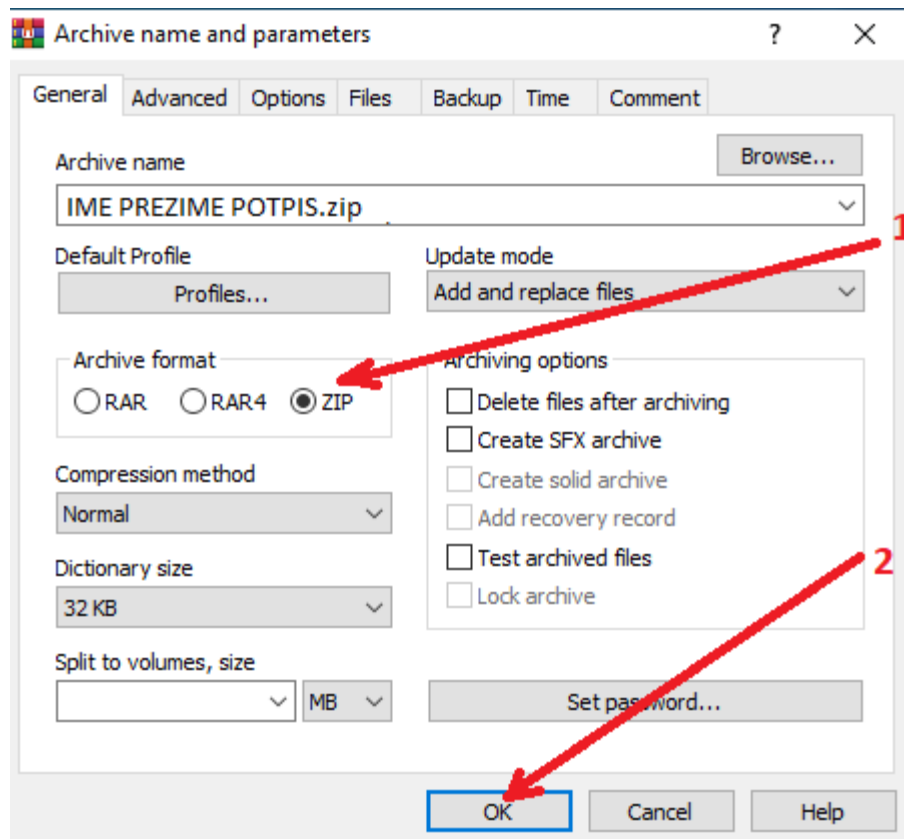 Archive name and parameters
General Advanced Options Files Backup Time Comment
Archive name
Browse...
IME PREZIME POTPIS.zip
1
Default Profile
Profiles...
Update mode
Add and replace files
Archive format
RAR RAR4 ZIP
Archiving options
Delete files after archiving
Create SFX archive
Create solid archive
Add recovery record
Test archived files
Lock archive
2
Compression method
Normal
Dictionary size
32 KB
Split to volumes, size
MB
Set password...
OK Cancel Help